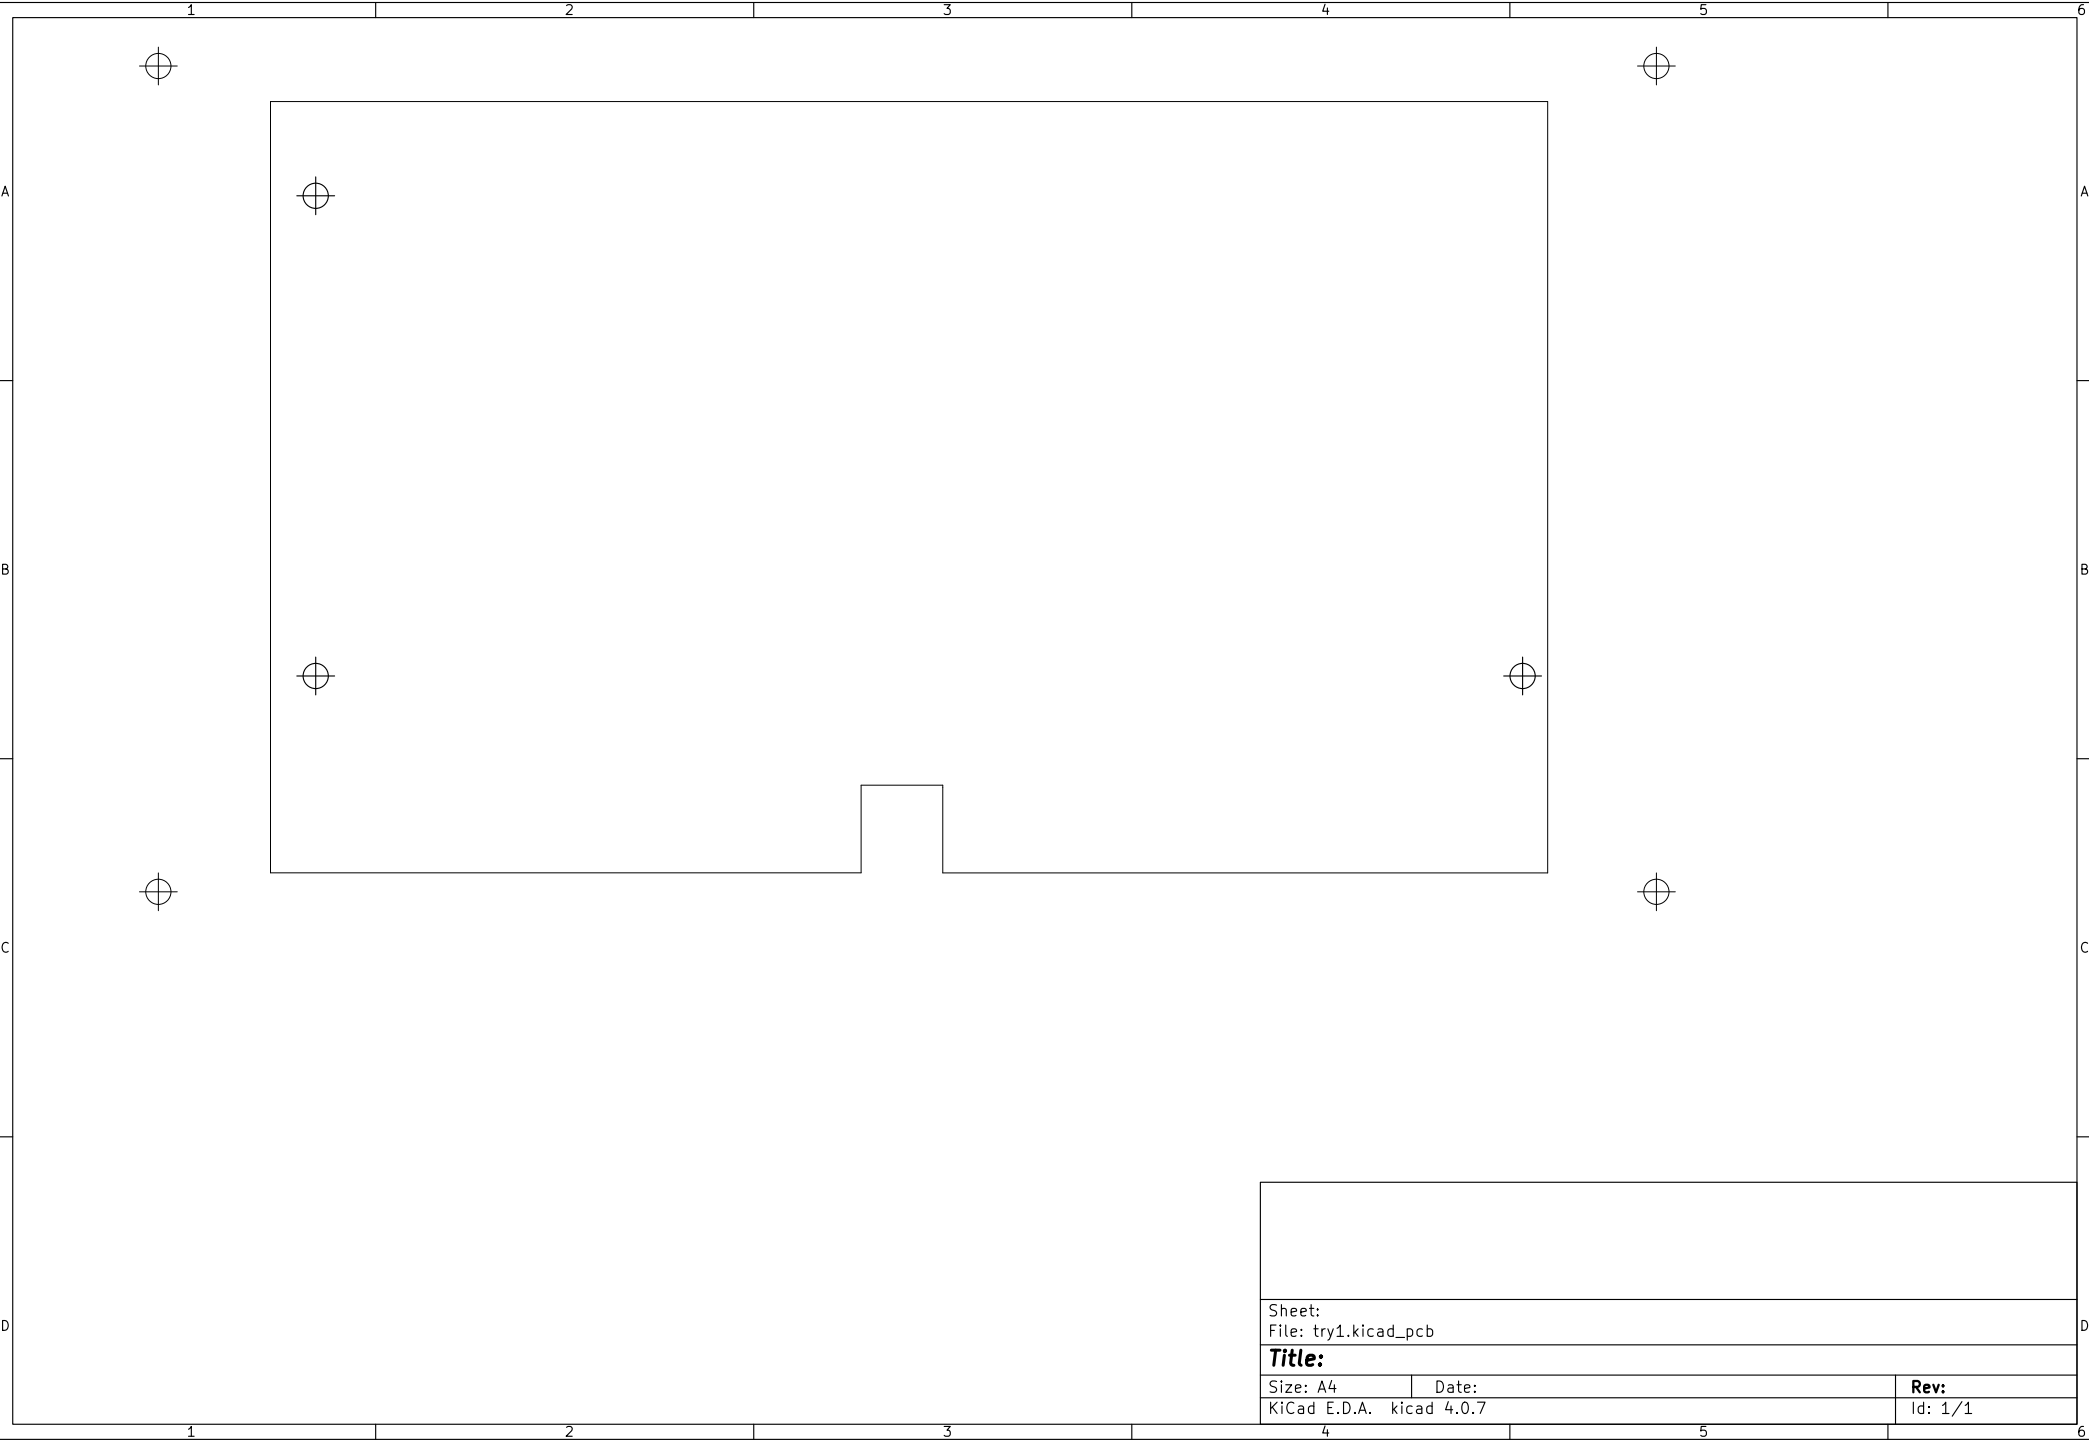 1 2 3 4 5 6
A A
B B
C C
D D
Sheet:
File: try1.kicad_pcb
Title:
Size: A4 Date: Rev:
KiCad E.D.A. kicad 4.0.7 Id: 1/1
1 2 3 4 5 6